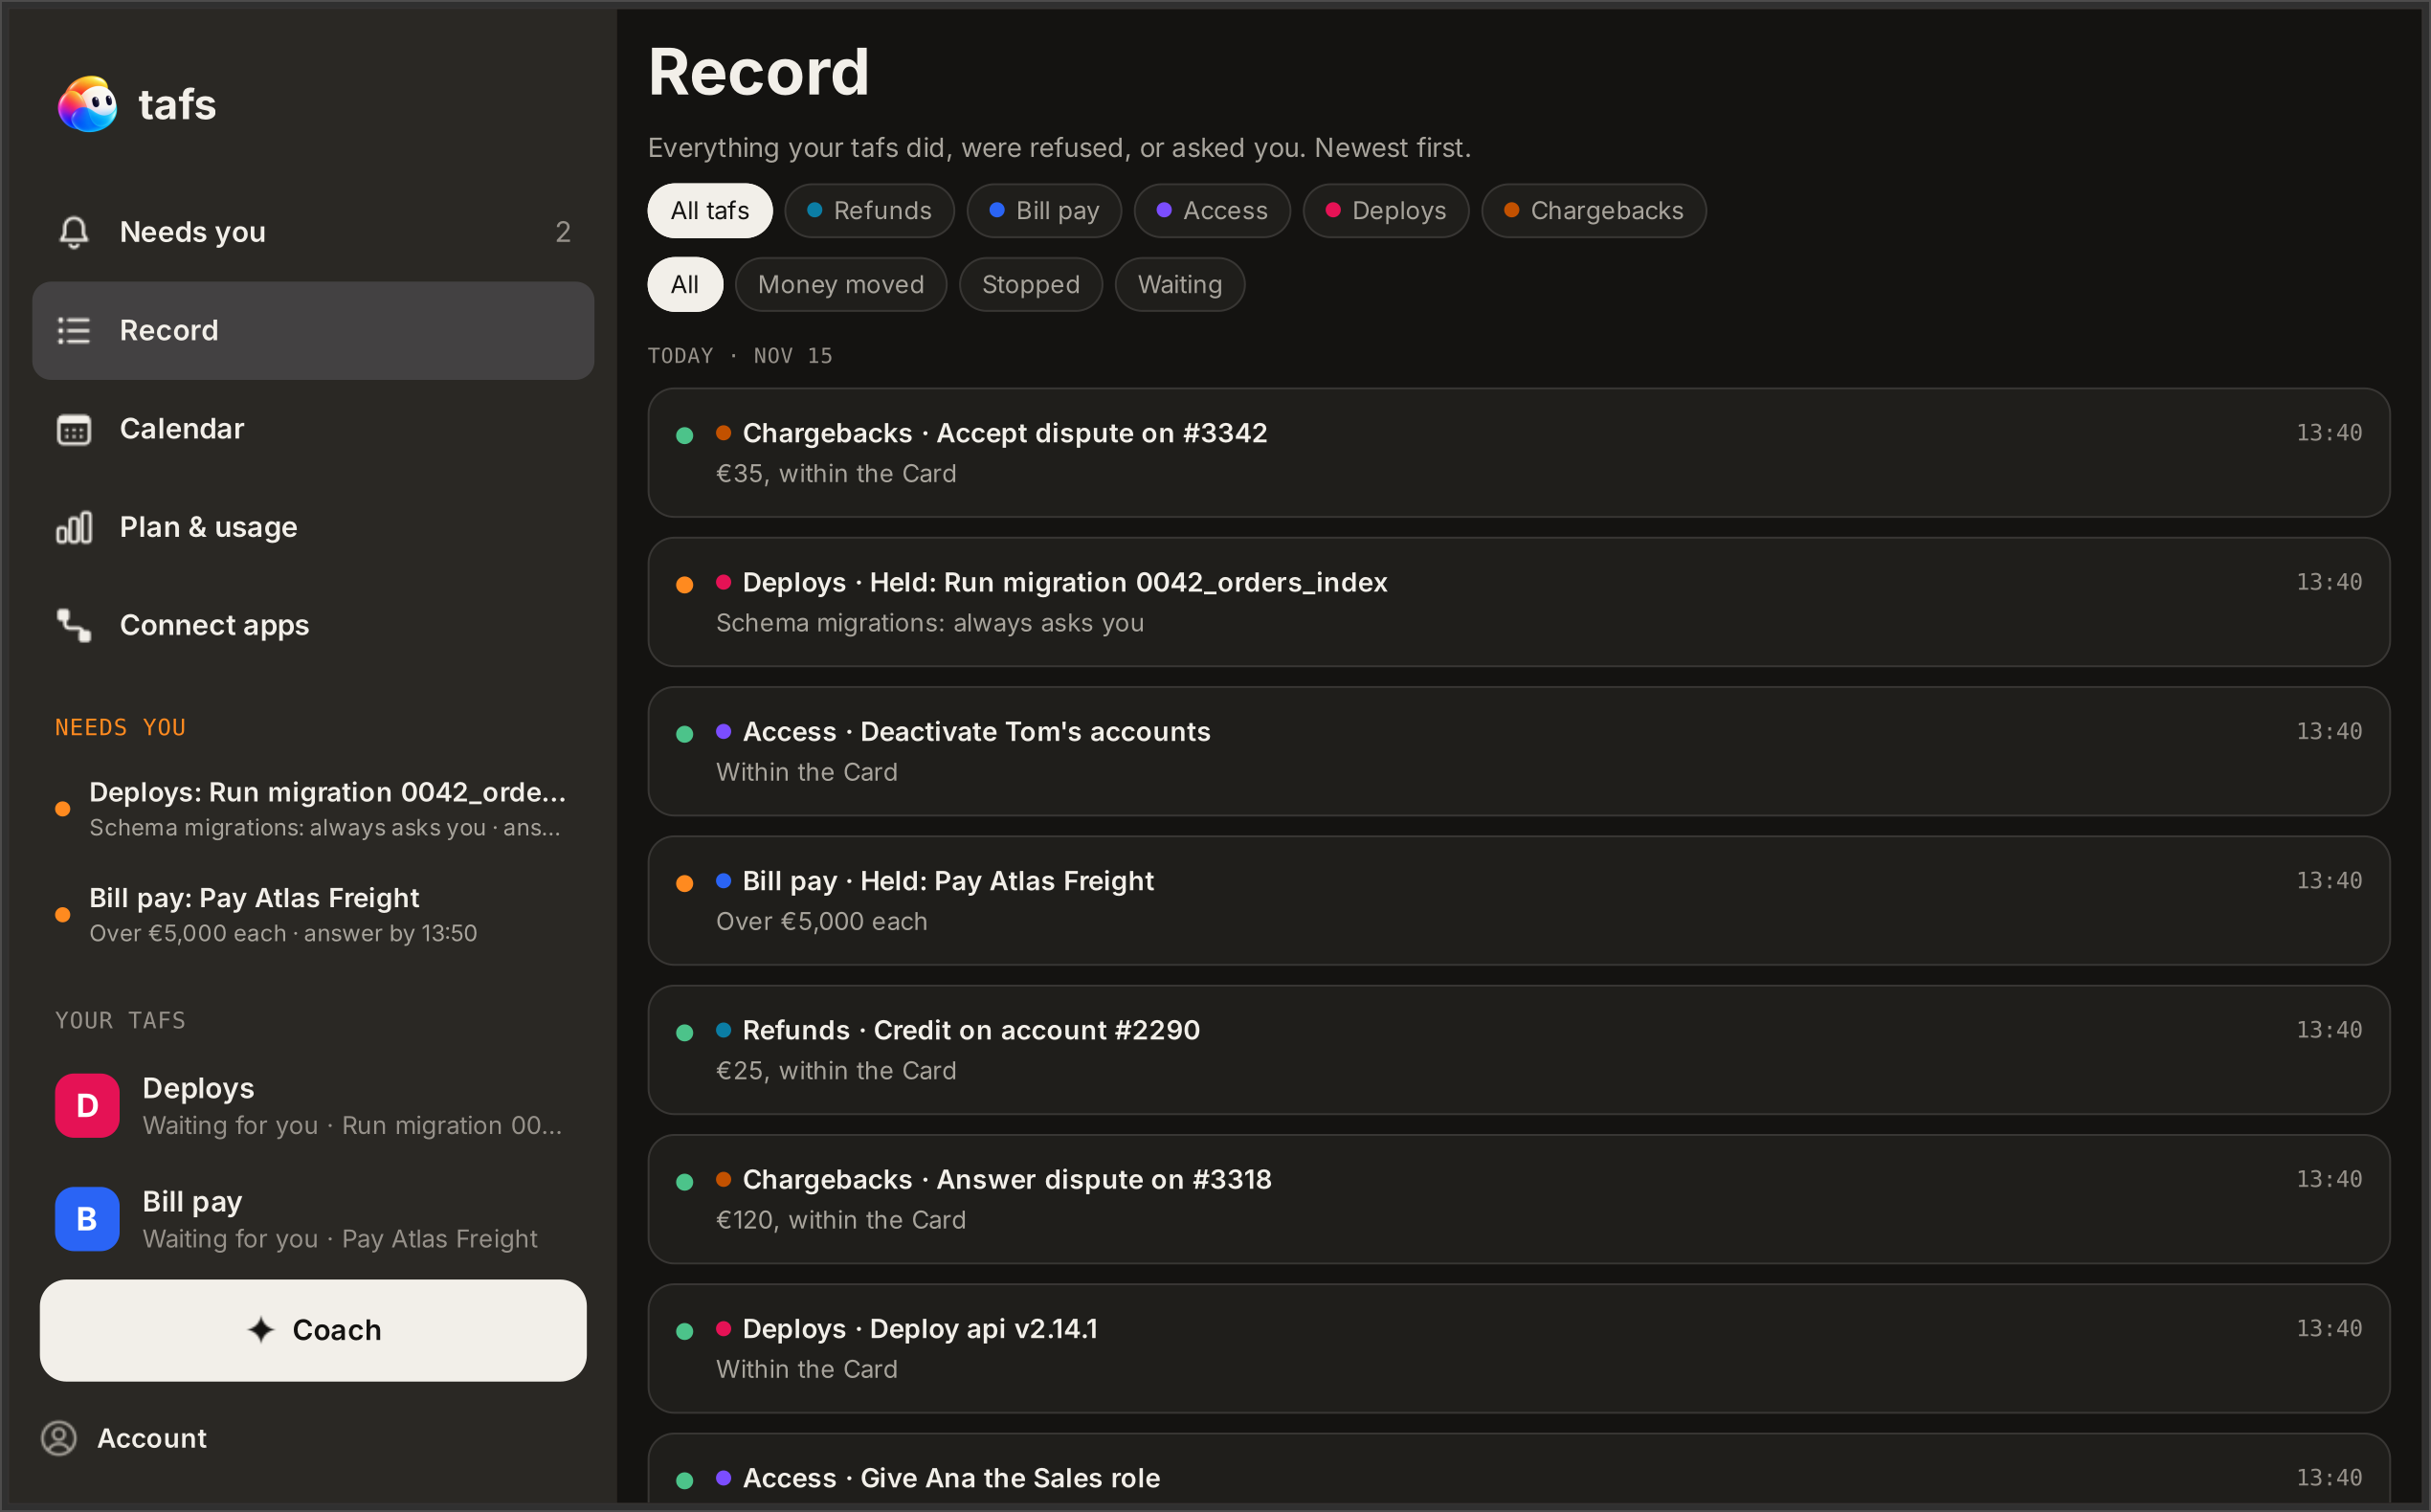 tafs
Needs you 2
Record
Calendar
Plan & usage
Connect apps
NEEDS YOU
Deploys: Run migration 0042_orde...
Schema migrations: always asks you · ans...
Bill pay: Pay Atlas Freight
Over €5,000 each · answer by 13:50
YOUR TAFS
D Deploys
Waiting for you · Run migration 00...
B Bill pay
Waiting for you · Pay Atlas Freight
Coach
Account
Record
Everything your tafs did, were refused, or asked you. Newest first.
All tafs Refunds Bill pay Access Deploys Chargebacks
All Money moved Stopped Waiting
TODAY · NOV 15
Chargebacks · Accept dispute on #3342 13:40
€35, within the Card
Deploys · Held: Run migration 0042_orders_index 13:40
Schema migrations: always asks you
Access · Deactivate Tom's accounts 13:40
Within the Card
Bill pay · Held: Pay Atlas Freight 13:40
Over €5,000 each
Refunds · Credit on account #2290 13:40
€25, within the Card
Chargebacks · Answer dispute on #3318 13:40
€120, within the Card
Deploys · Deploy api v2.14.1 13:40
Within the Card
Access · Give Ana the Sales role 13:40